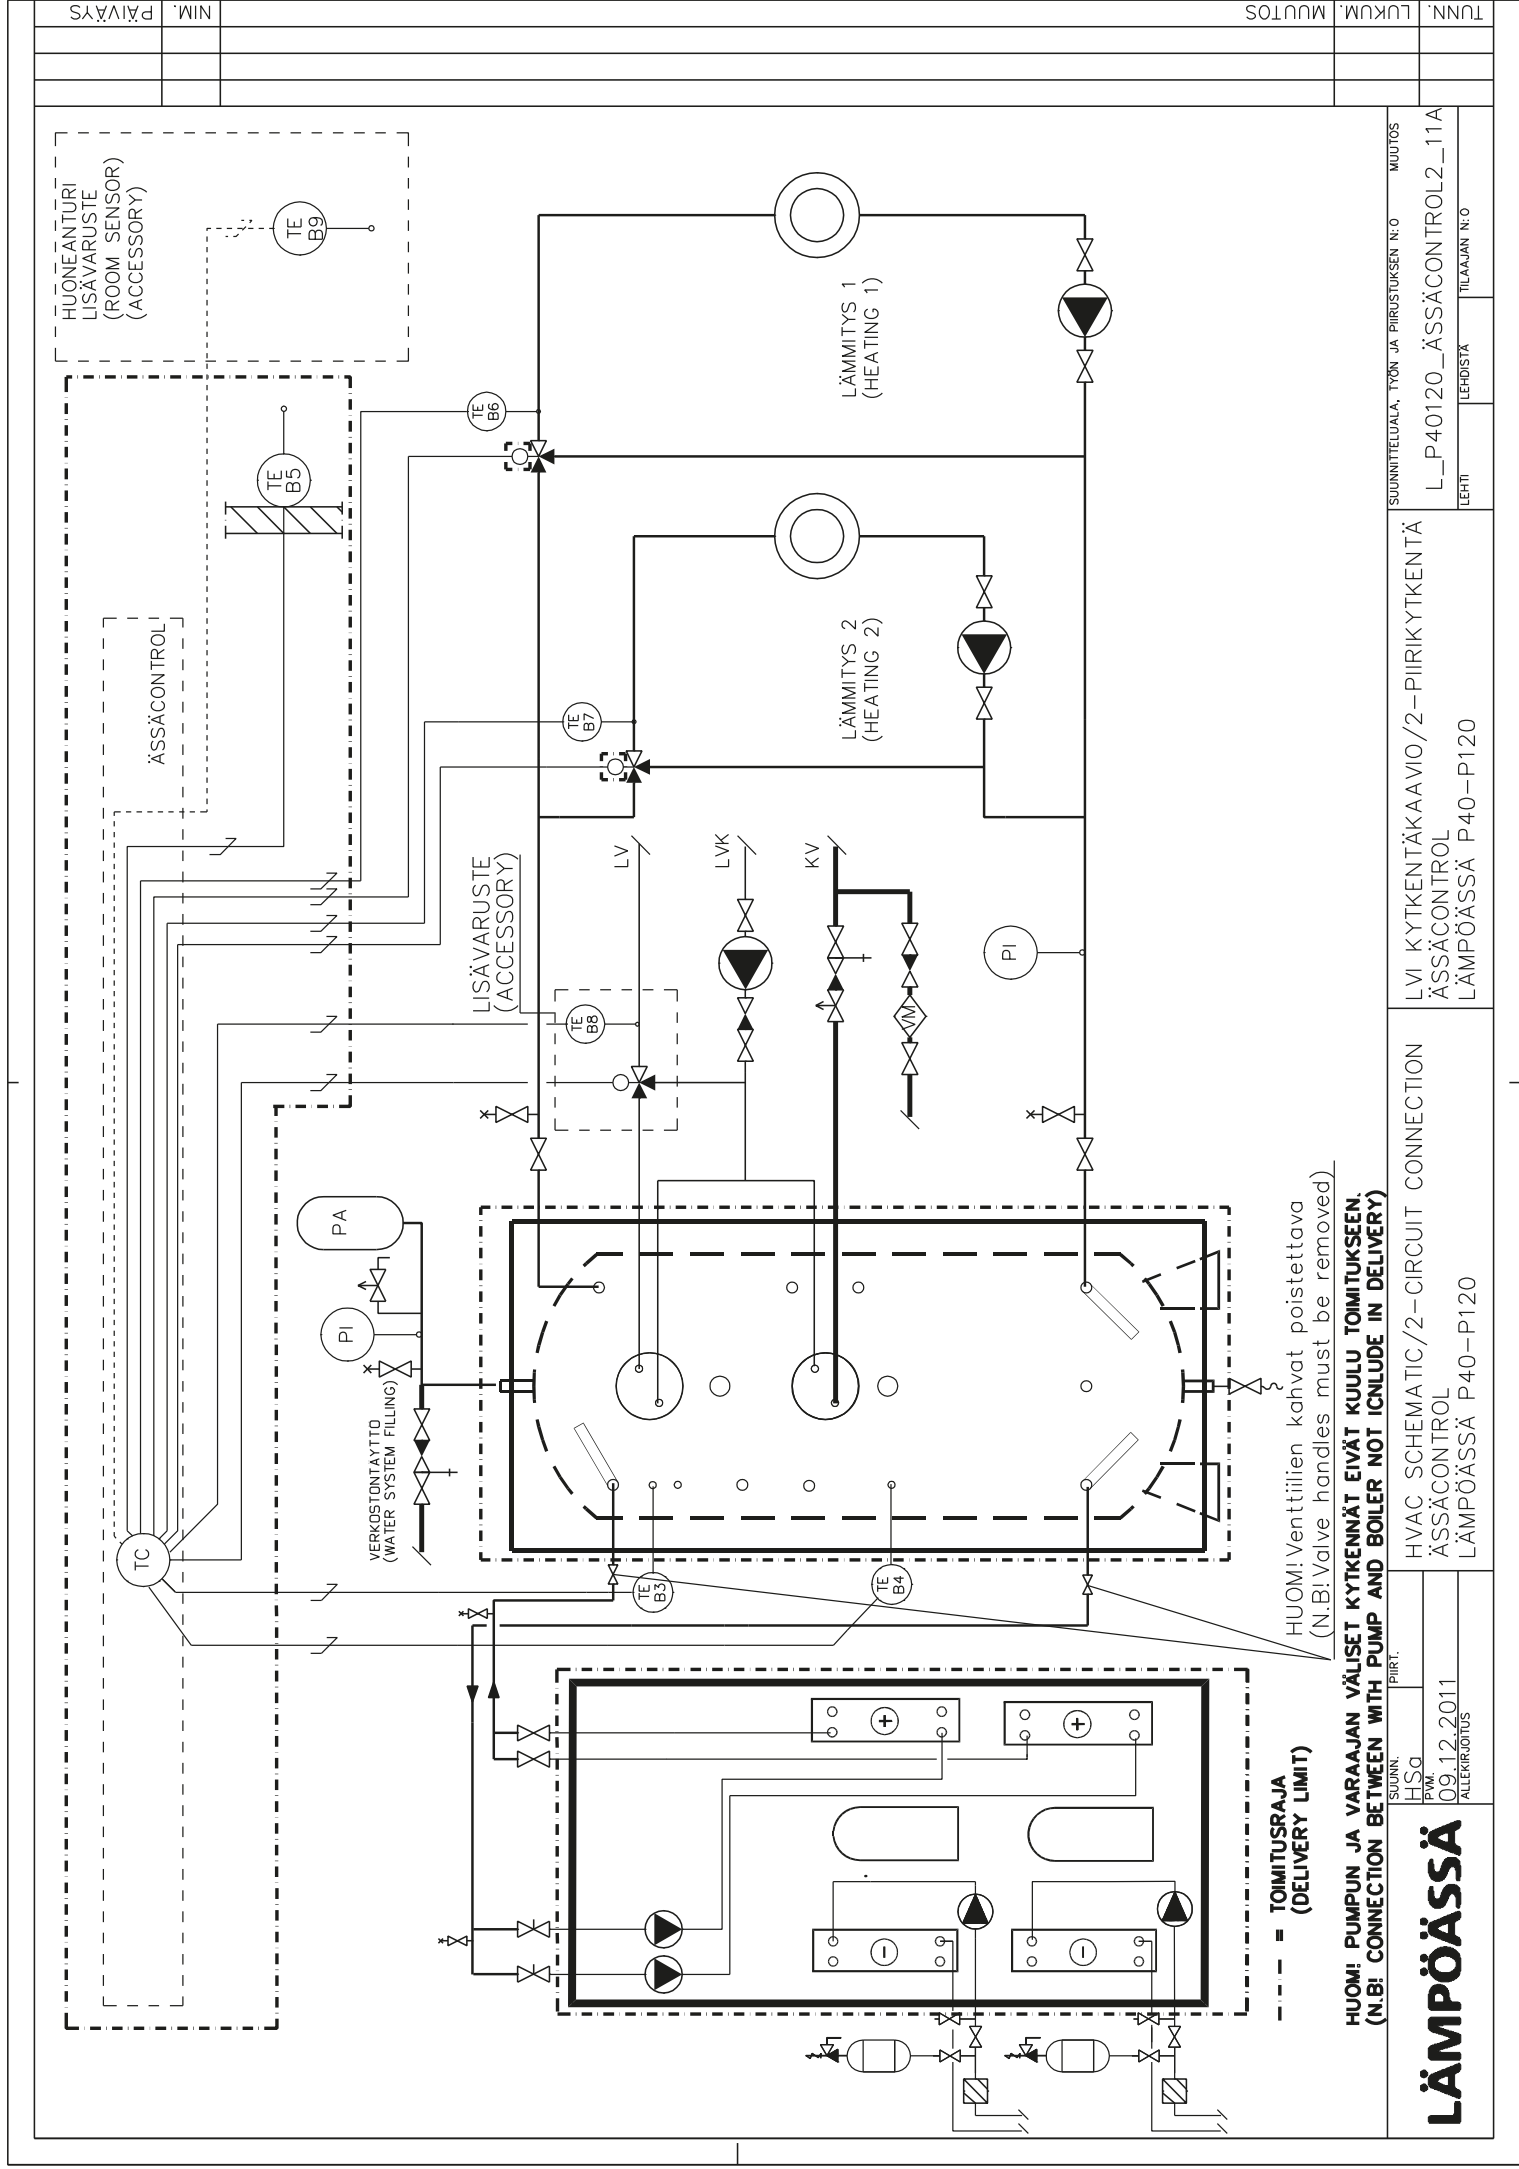 PÄIVÄYS
NIM.
MUUTOS
LUKUM.
TUNN.
HUONEANTURI
LISÄVARUSTE
(ROOM SENSOR)
(ACCESSORY)
TE
B9
TE
B5
ÄSSÄCONTROL
TE
B6
TE
B7
LÄMMITYS 1
(HEATING 1)
LÄMMITYS 2
(HEATING 2)
LISÄVARUSTE
(ACCESSORY)
LV
LVK
KV
TE
B8
VM
PI
PA
PI
VERKOSTONTAYTTO
(WATER SYSTEM FILLING)
TC
TE
B3
TE
B4
HUOM! Venttiilien kahvat poistettava
(N.B! Valve handles must be removed)
+
+
-
-
= TOIMITUSRAJA
(DELIVERY LIMIT)
HUOM! PUMPUN JA VARAAJAN VÄLISET KYTKENNÄT EIVÄT KUULU TOIMITUKSEEN.
(N.B! CONNECTION BETWEEN WITH PUMP AND BOILER NOT ICNLUDE IN DELIVERY)
LÄMPÖÄSSÄ
SUUNN.
HSa
PIIRT.
PVM.
09.12.2011
ALLEKIRJOITUS
HVAC SCHEMATIC/2-CIRCUIT CONNECTION
ÄSSÄCONTROL
LÄMPÖÄSSÄ P40-P120
LVI KYTKENTÄKAAVIO/2-PIIRIKYTKENTÄ
ÄSSÄCONTROL
LÄMPÖÄSSÄ P40-P120
SUUNNITTELUALA, TYÖN JA PIIRUSTUKSEN N:O
MUUTOS
L_P40120_ÄSSÄCONTROL2_11A
LEHTI
LEHDISTÄ
TILAAJAN N:O